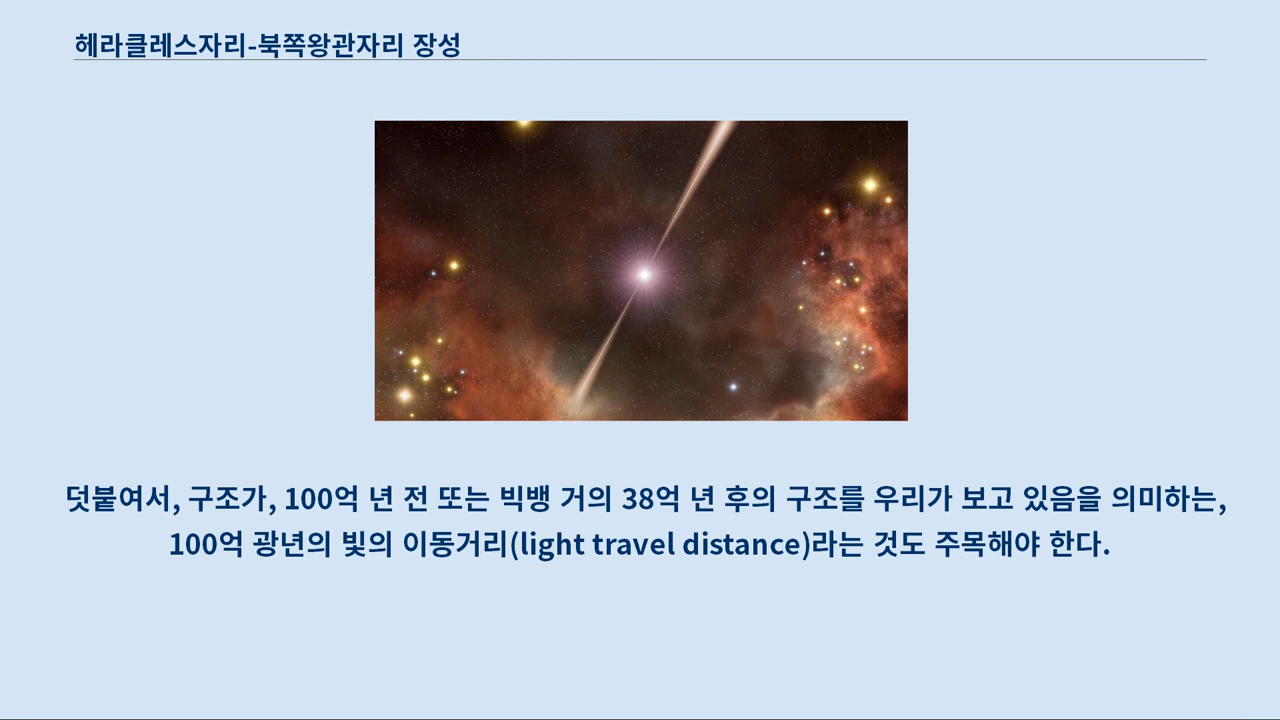 헤라클레스자리-북쪽왕관자리 장성
덧붙여서, 구조가, 100억 년 전 또는 빅뱅 거의 38억 년 후의 구조를 우리가 보고 있음을 의미하는,
100억 광년의 빛의 이동거리(light travel distance)라는 것도 주목해야 한다.